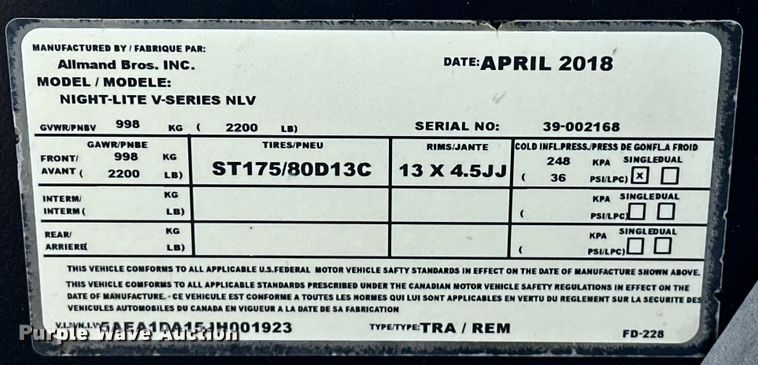 MANUFACTURED BY / FABRIQUE PAR:
Allmand Bros. INC.
DATE: APRIL 2018
MODEL / MODELE:
NIGHT-LITE V-SERIES NLV
GVWR/PNBV 998 KG ( 2200 LB) SERIAL NO: 39-002168
GAWR/PNBE TIRES/PNEU RIMS/JANTE COLD INFL.PRESS./PRESS DE GONFL.A FROID
FRONT/ 998 KG ST175/80D13C 13 X 4.5JJ 248 KPA SINGLE DUAL
AVANT ( 2200 LB) ( 36 PSI/LPC) X
INTERM/ KG KPA SINGLE DUAL
INTERM ( LB) ( PSI/LPC)
REAR/ KG KPA SINGLE DUAL
ARRIERE( LB) ( PSI/LPC)
THIS VEHICLE CONFORMS TO ALL APPLICABLE U.S.FEDERAL MOTOR VEHICLE SAFTY STANDARDS IN EFFECT ON THE DATE OF MANUFACTURE SHOWN ABOVE.
THIS VEHICLE CONFORMS TO ALL APPLICABLE STANDARDS PRESCRIBED UNDER THE CANADIAN MOTOR VEHICLE SAFETY REGULATIONS IN EFFECT ON THE
DATE OF MANUFACTURE. - CE VEHICULE EST CONFORME A TOUTES LES NORMES QUI LUI SONT APPLICABLES EN VERTU DU REGLEMENT SUR LA SECURITE DES
VEHICULES AUTOMOBILES DU CANADA EN VIGUEUR A LA DATE DE SA FABRICATION
5AEA1DA15JH001923 TYPE/TYPE: TRA / REM FD-228
Purple Wave Auction